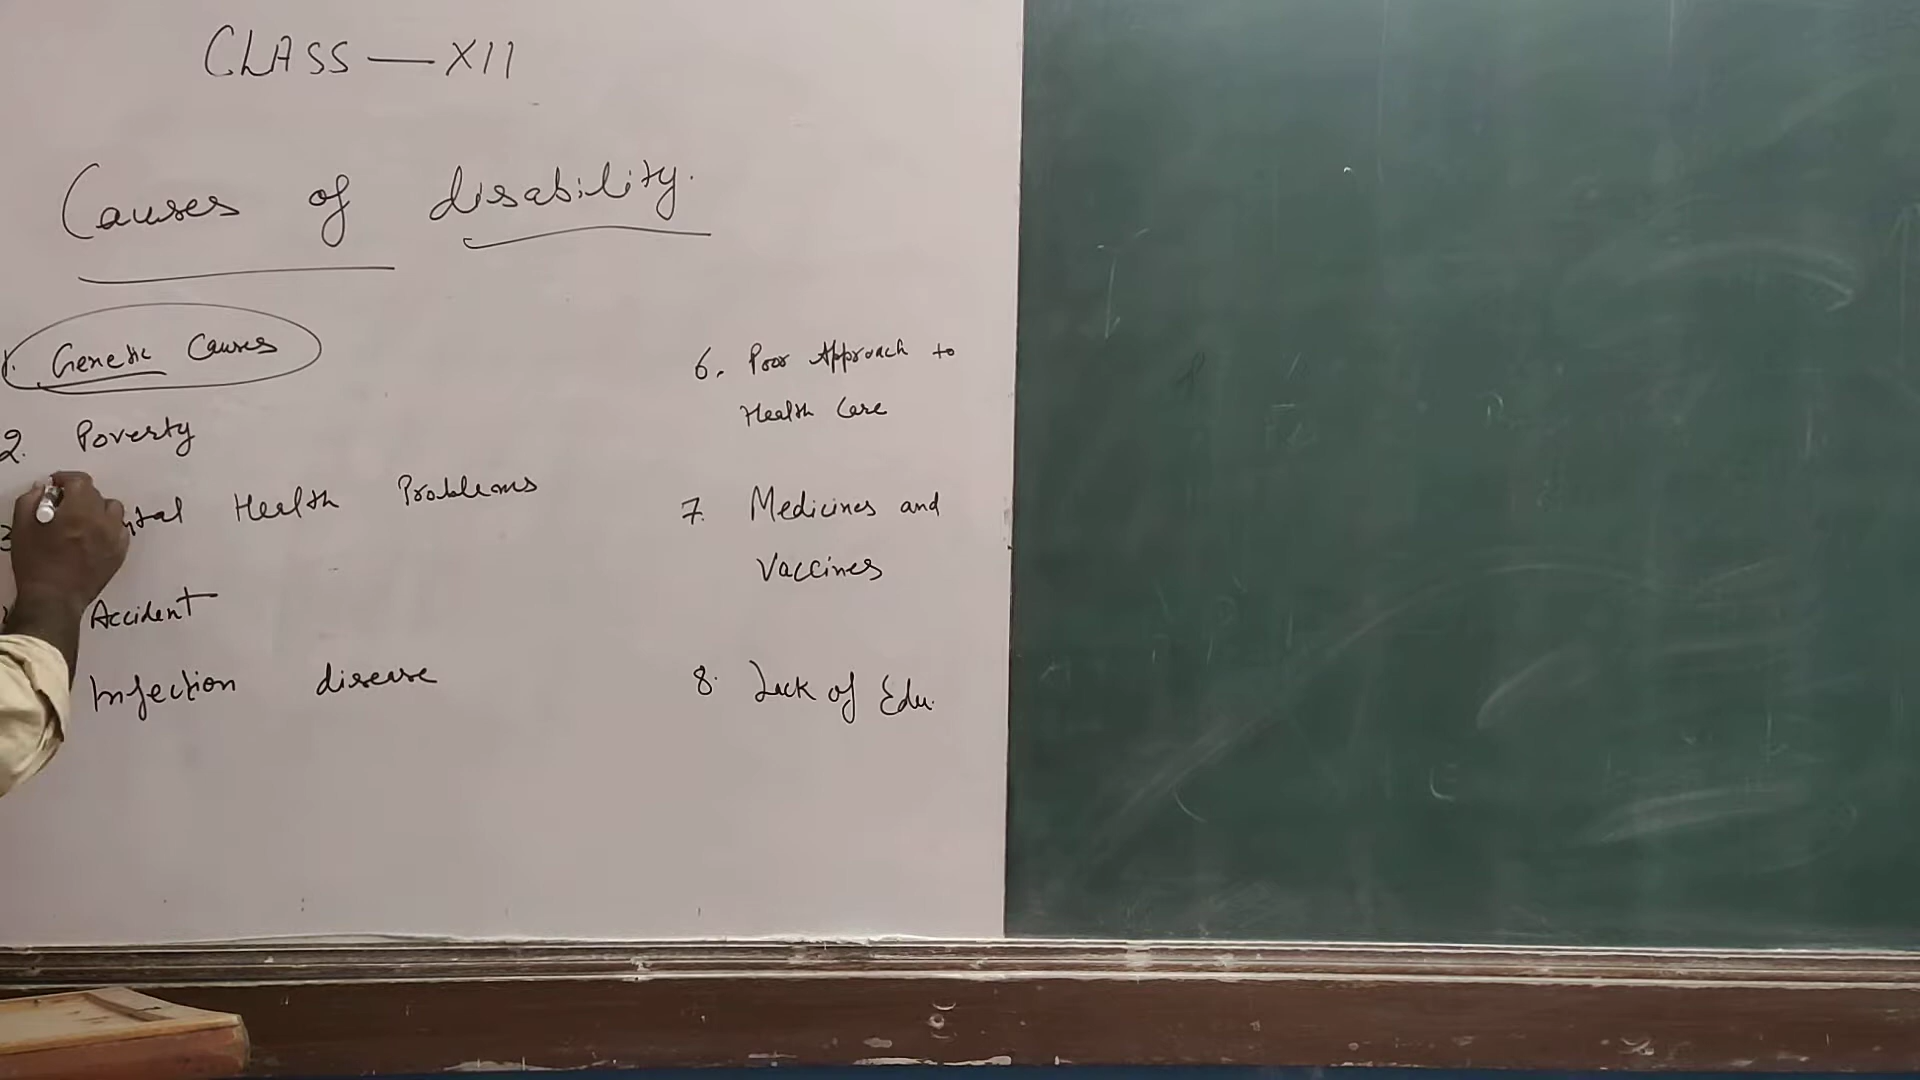 CLASS — XII
Causes of disability.
1. Genetic Causes
2. Poverty
3 Health Problems
Accident
Infection disease
6. Poor Approach to
Health Care
7. Medicines and
Vaccines
8. Lack of Edu.